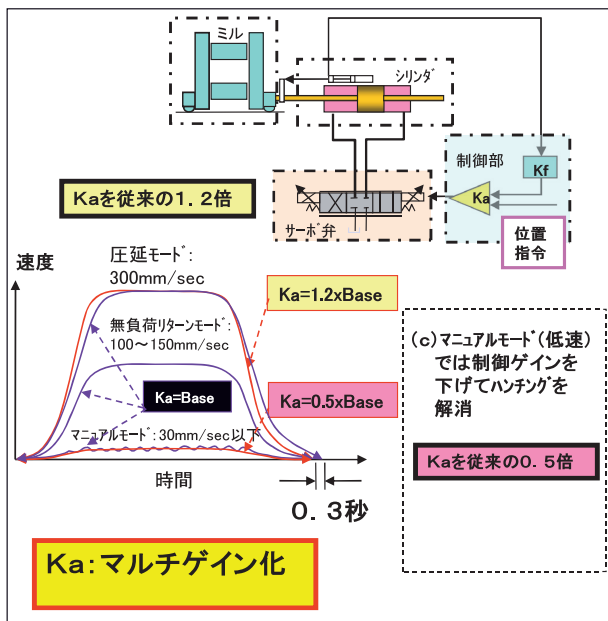 ミル
シリンダ
制御部
Kf
Ka
Kaを従来の1.2倍
サーボ弁
位置
指令
速度
圧延モード:
300mm/sec
Ka=1.2xBase
無負荷リターンモード:
100~150mm/sec
Ka=Base
Ka=0.5xBase
マニュアルモード:30mm/sec以下
時間
0.3秒
(c)マニュアルモード(低速)
では制御ゲインを
下げてハンチングを
解消
Kaを従来の0.5倍
Ka:マルチゲイン化